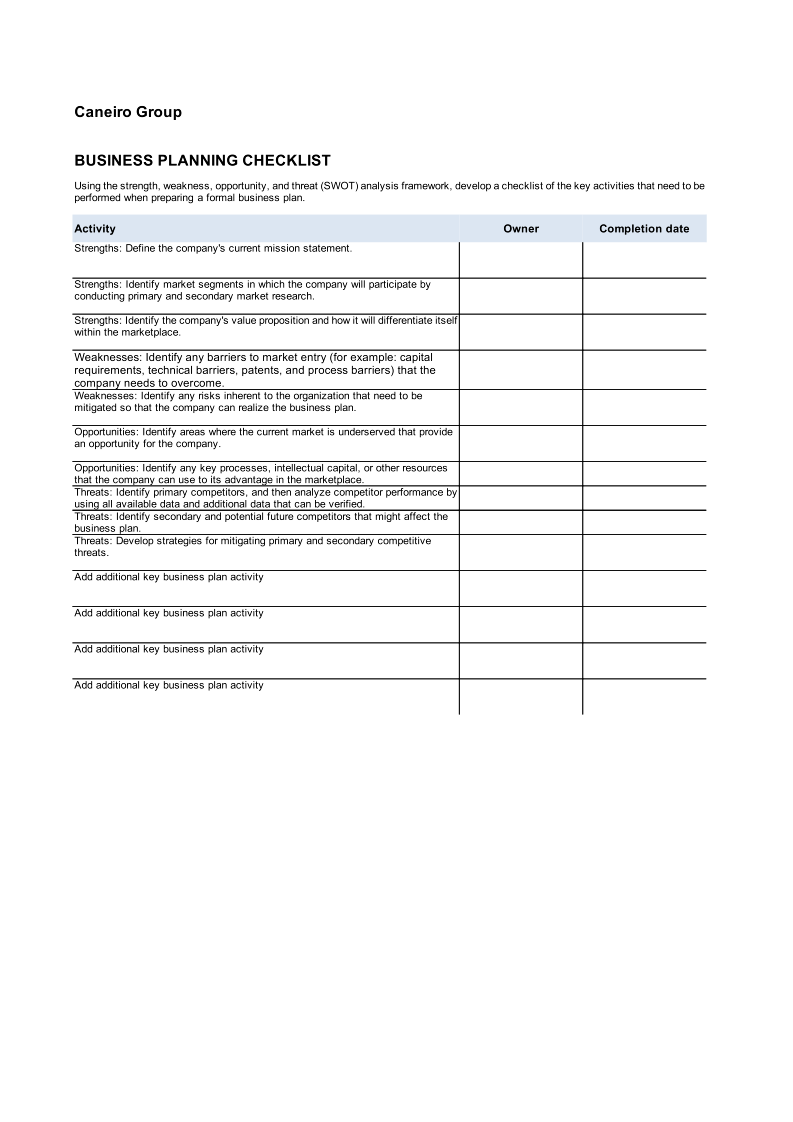 Caneiro Group
BUSINESS PLANNING CHECKLIST
Using the strength, weakness, opportunity, and threat (SWOT) analysis framework, develop a checklist of the key activities that need to be
performed when preparing a formal business plan.
Activity Owner Completion date
Strengths: Define the company's current mission statement.
Strengths: Identify market segments in which the company will participate by
conducting primary and secondary market research.
Strengths: Identify the company's value proposition and how it will differentiate itself
within the marketplace.
Weaknesses: Identify any barriers to market entry (for example: capital
requirements, technical barriers, patents, and process barriers) that the
company needs to overcome.
Weaknesses: Identify any risks inherent to the organization that need to be
mitigated so that the company can realize the business plan.
Opportunities: Identify areas where the current market is underserved that provide
an opportunity for the company.
Opportunities: Identify any key processes, intellectual capital, or other resources
that the company can use to its advantage in the marketplace.
Threats: Identify primary competitors, and then analyze competitor performance by
using all available data and additional data that can be verified.
Threats: Identify secondary and potential future competitors that might affect the
business plan.
Threats: Develop strategies for mitigating primary and secondary competitive
threats.
Add additional key business plan activity
Add additional key business plan activity
Add additional key business plan activity
Add additional key business plan activity